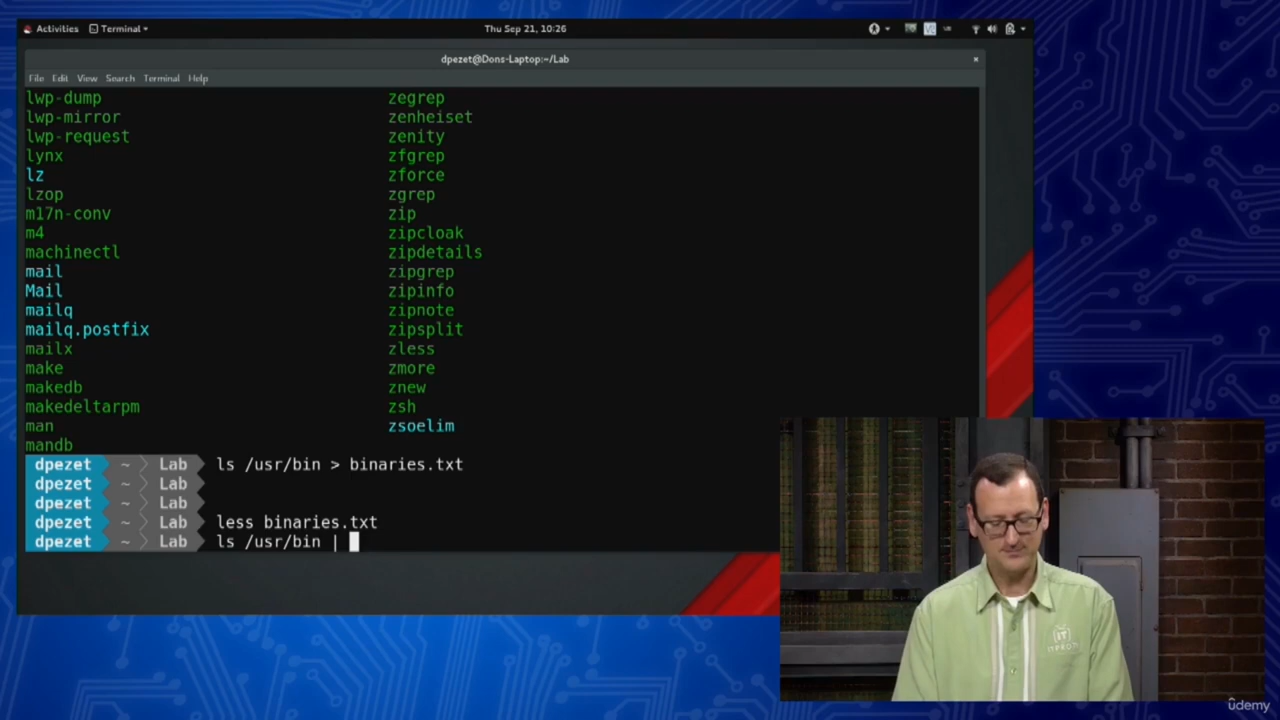 Activities Terminal Thu Sep 21, 10:26
dpezet@Dons-Laptop:~/Lab ×
File Edit View Search Terminal Help
lwp-dump zegrep
lwp-mirror zenheiset
lwp-request zenity
lynx zfgrep
lz zforce
lzop zgrep
m17n-conv zip
m4 zipcloak
machinectl zipdetails
mail zipgrep
Mail zipinfo
mailq zipnote
mailq.postfix zipsplit
mailx zless
make zmore
makedb znew
makedeltarpm zsh
man zsoelim
mandb
dpezet ~ Lab ls /usr/bin > binaries.txt
dpezet ~ Lab
dpezet ~ Lab
dpezet ~ Lab less binaries.txt
dpezet ~ Lab ls /usr/bin |
IT
ITPROTV
ûdemy